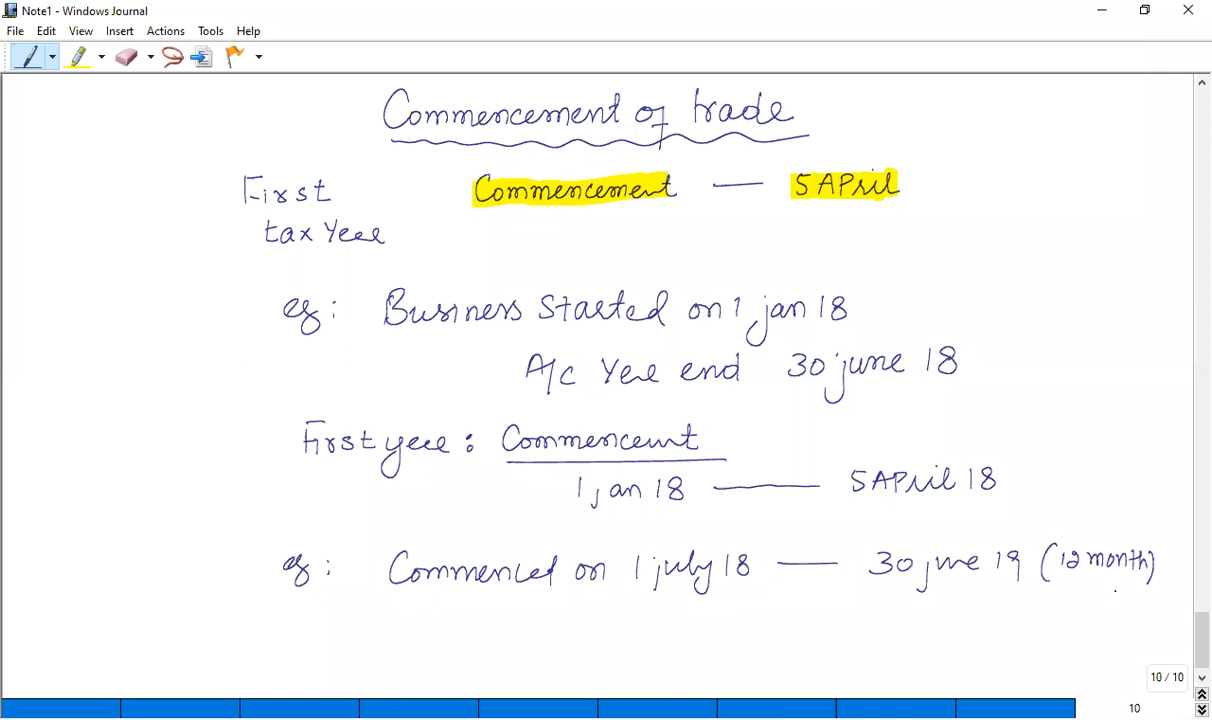 Note1 - Windows Journal
File Edit View Insert Actions Tools Help
Commencement of trade
First Commencement — 5 April
tax Year
eg: Business Started on 1 jan 18
A/c Year end 30 june 18
First year : Commencement
1 jan 18 — 5 April 18
eg: Commenced on 1 july 18 — 30 june 19 (12 month)
10 / 10
10